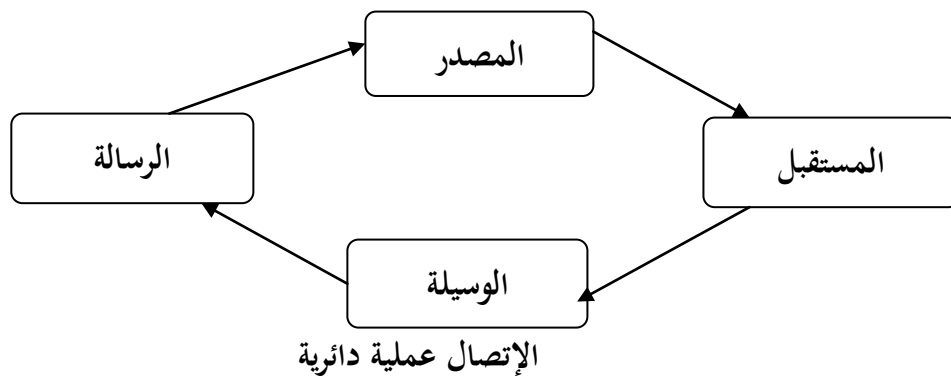 المصدر
الرسالة
المستقبل
الوسيلة
الإتصال عملية دائرية